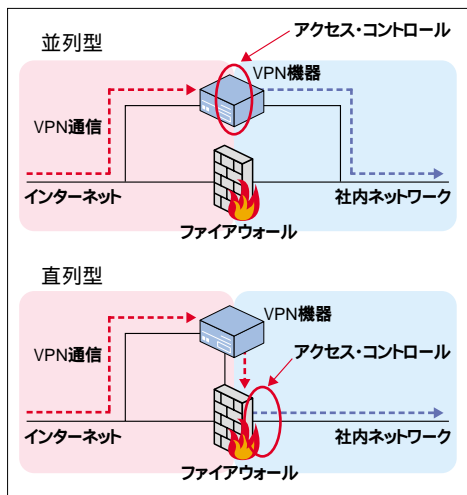 並列型
アクセス・コントロール
VPN機器
VPN通信
インターネット
社内ネットワーク
ファイアウォール
直列型
VPN機器
VPN通信
アクセス・コントロール
インターネット
社内ネットワーク
ファイアウォール